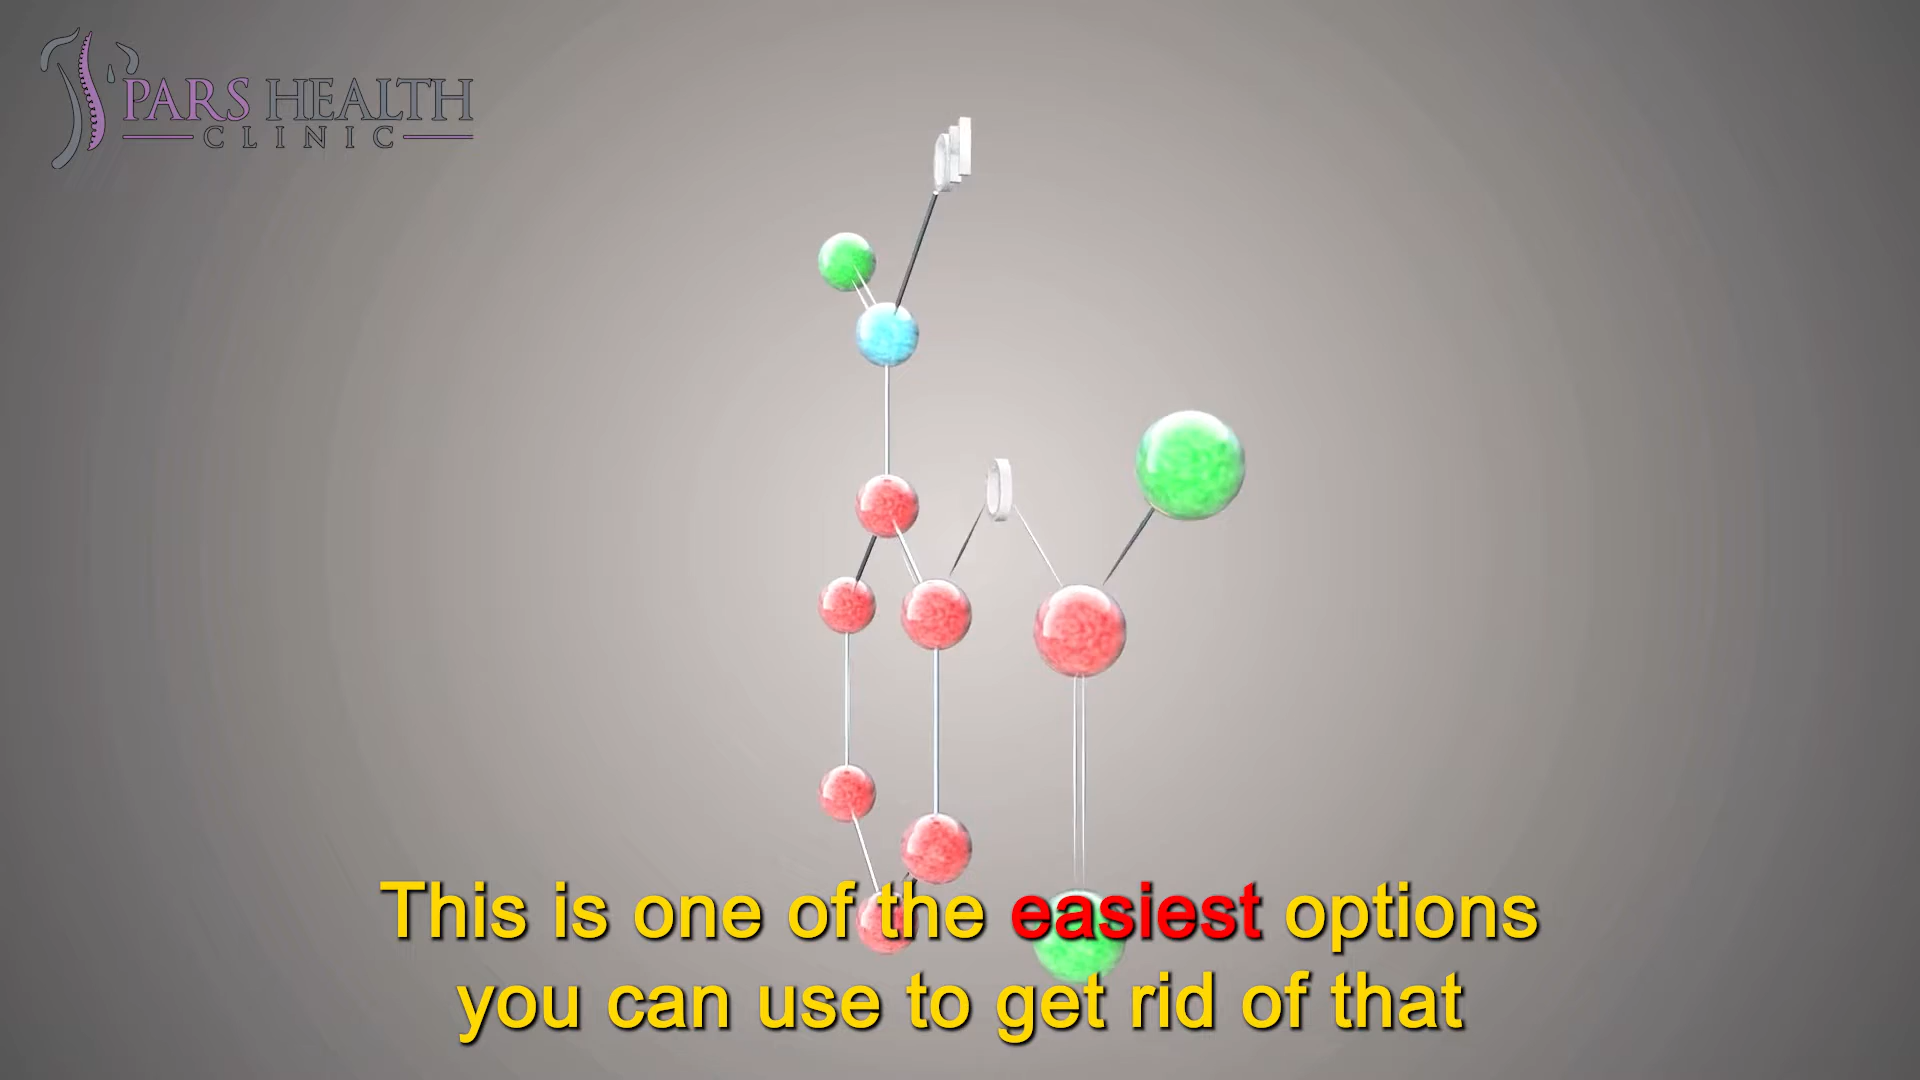 PARS HEALTH
CLINIC
This is one of the easiest options
you can use to get rid of that